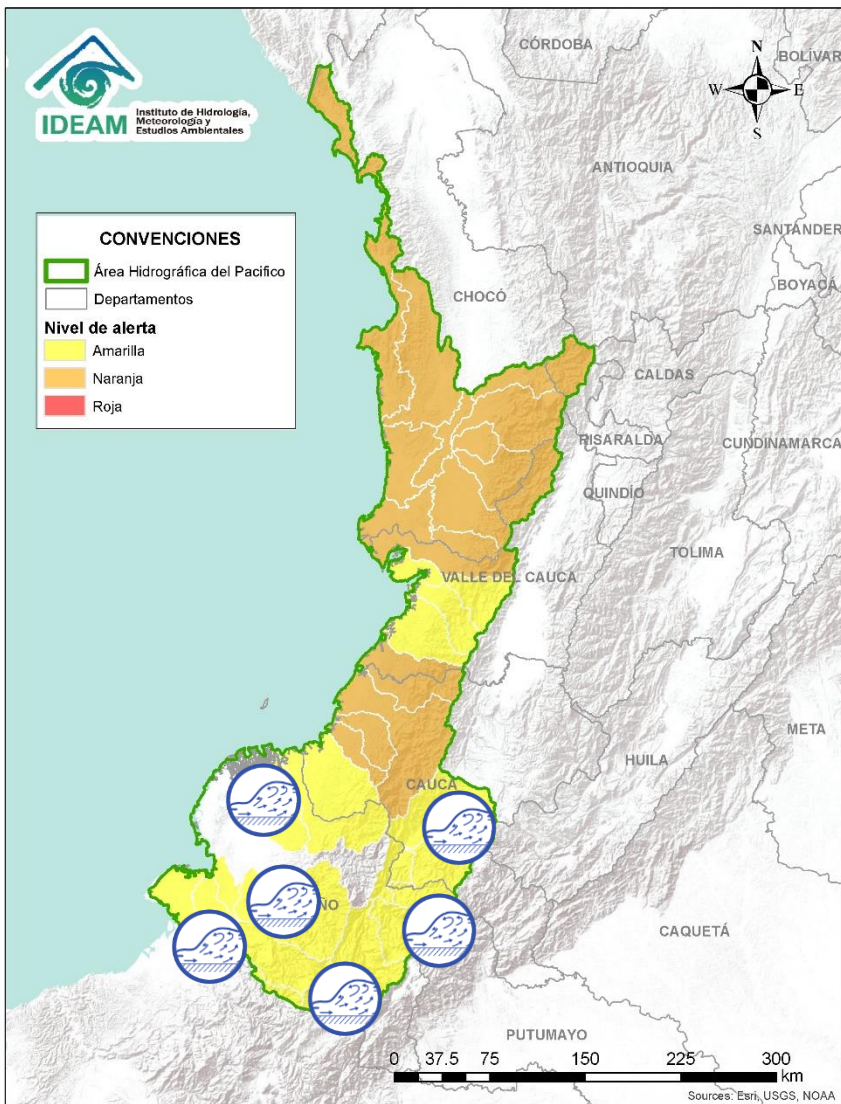 IDEAM
Instituto de Hidrología,
Meteorología y
Estudios Ambientales
CÓRDOBA
BOLÍVAR
N
W
E
S
ANTIOQUIA
SANTANDER
BOYACÁ
CONVENCIONES
Área Hidrográfica del Pacifico
Departamentos
Nivel de alerta
Amarilla
Naranja
Roja
CHOCÓ
CALDAS
RISARALDA
CUNDINAMARCA
QUINDÍO
TOLIMA
VALLE DEL CAUCA
META
HUILA
CAUCA
ÑO
CAQUETÁ
PUTUMAYO
0 37.5 75 150 225 300
km
Sources: Esri, USGS, NOAA